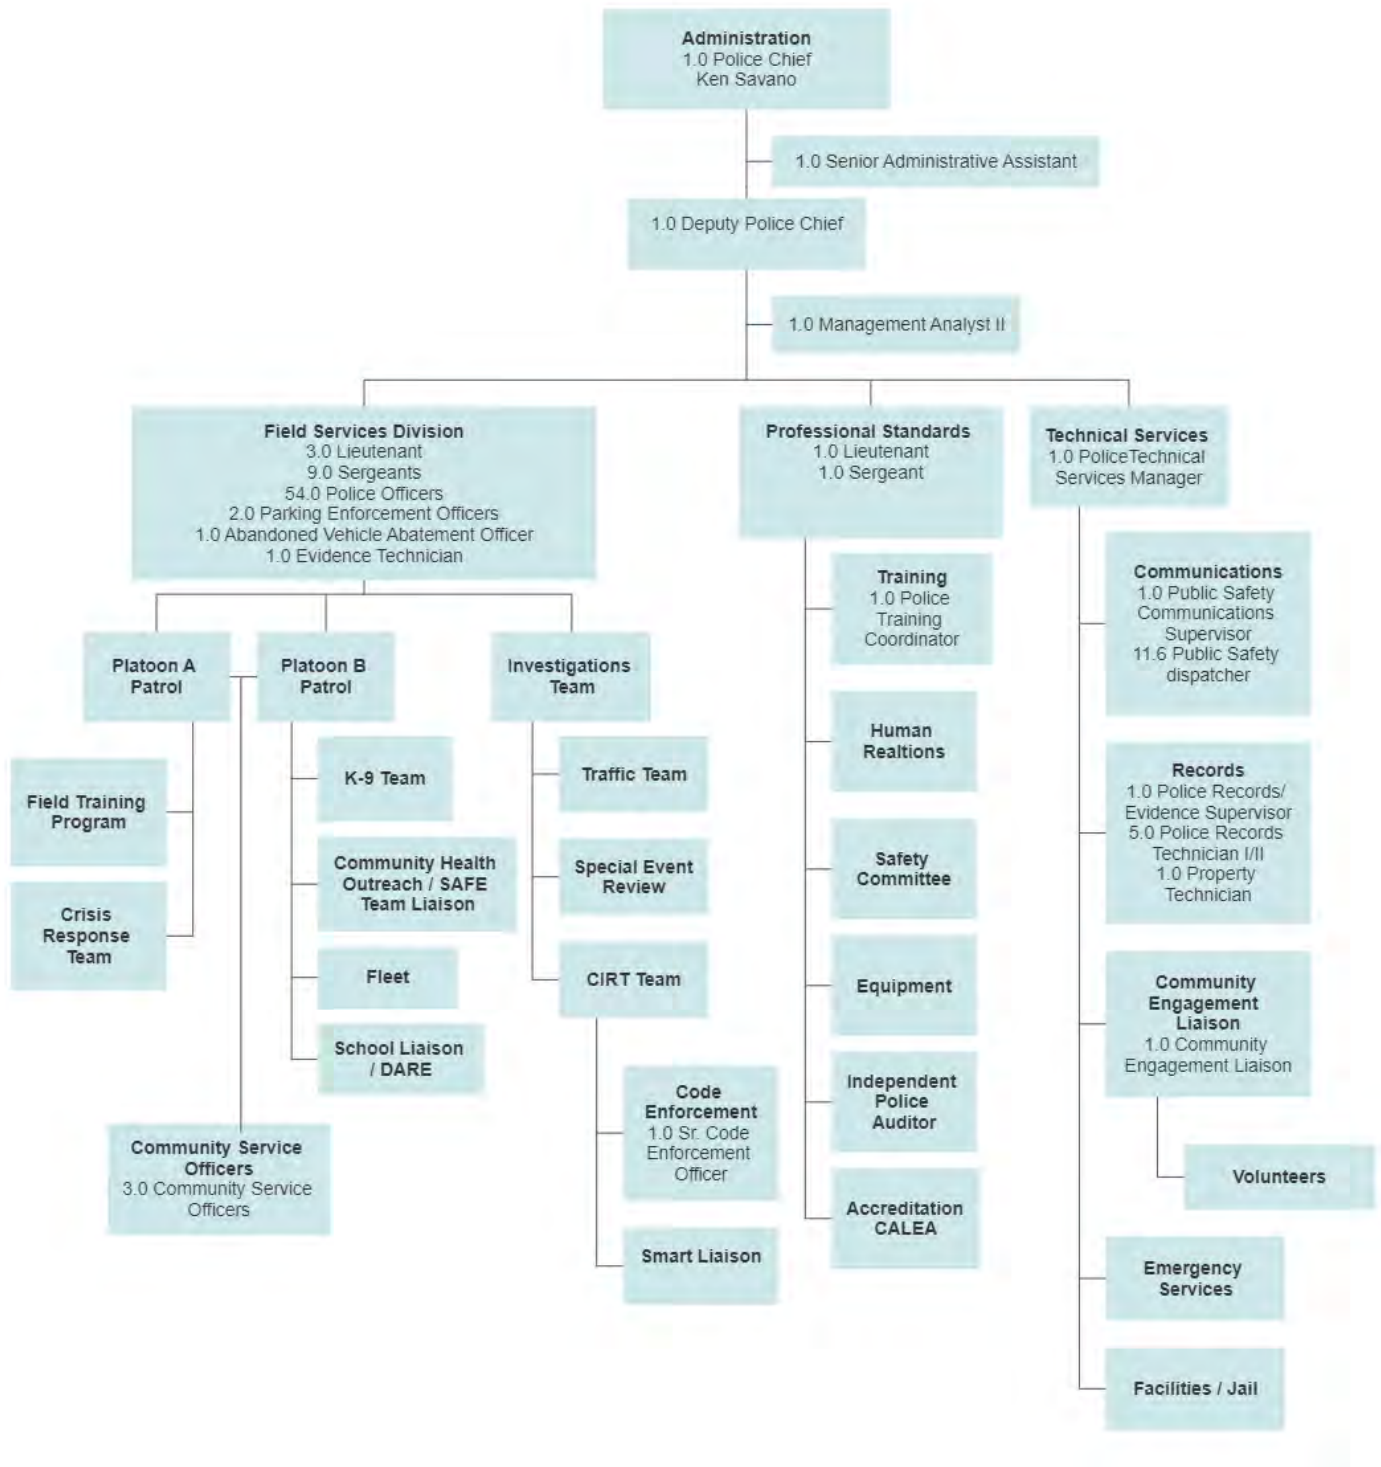 Administration
1.0 Police Chief
Ken Savano
1.0 Senior Administrative Assistant
1.0 Deputy Police Chief
1.0 Management Analyst II
Field Services Division
3.0 Lieutenant
9.0 Sergeants
54.0 Police Officers
2.0 Parking Enforcement Officers
1.0 Abandoned Vehicle Abatement Officer
1.0 Evidence Technician
Platoon A
Patrol
Field Training
Program
Crisis
Response
Team
Platoon B
Patrol
K-9 Team
Community Health
Outreach / SAFE
Team Liaison
Fleet
School Liaison
/ DARE
Community Service
Officers
3.0 Community Service
Officers
Investigations
Team
Traffic Team
Special Event
Review
CIRT Team
Code
Enforcement
1.0 Sr. Code
Enforcement
Officer
Smart Liaison
Professional Standards
1.0 Lieutenant
1.0 Sergeant
Training
1.0 Police
Training
Coordinator
Human
Realtions
Safety
Committee
Equipment
Independent
Police
Auditor
Accreditation
CALEA
Technical Services
1.0 PoliceTechnical
Services Manager
Communications
1.0 Public Safety
Communications
Supervisor
11.6 Public Safety
dispatcher
Records
1.0 Police Records/
Evidence Supervisor
5.0 Police Records
Technician I/II
1.0 Property
Technician
Community
Engagement
Liaison
1.0 Community
Engagement Liaison
Volunteers
Emergency
Services
Facilities / Jail